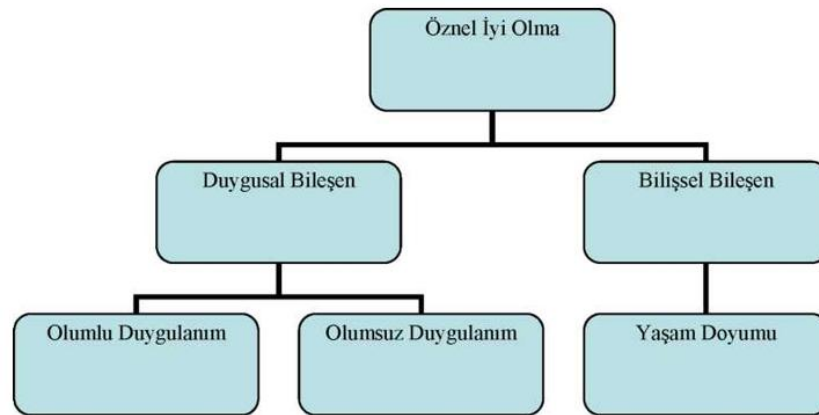 Öznel İyi Olma
Duygusal Bileşen
Bilişsel Bileşen
Olumlu Duygulanım
Olumsuz Duygulanım
Yaşam Doyumu